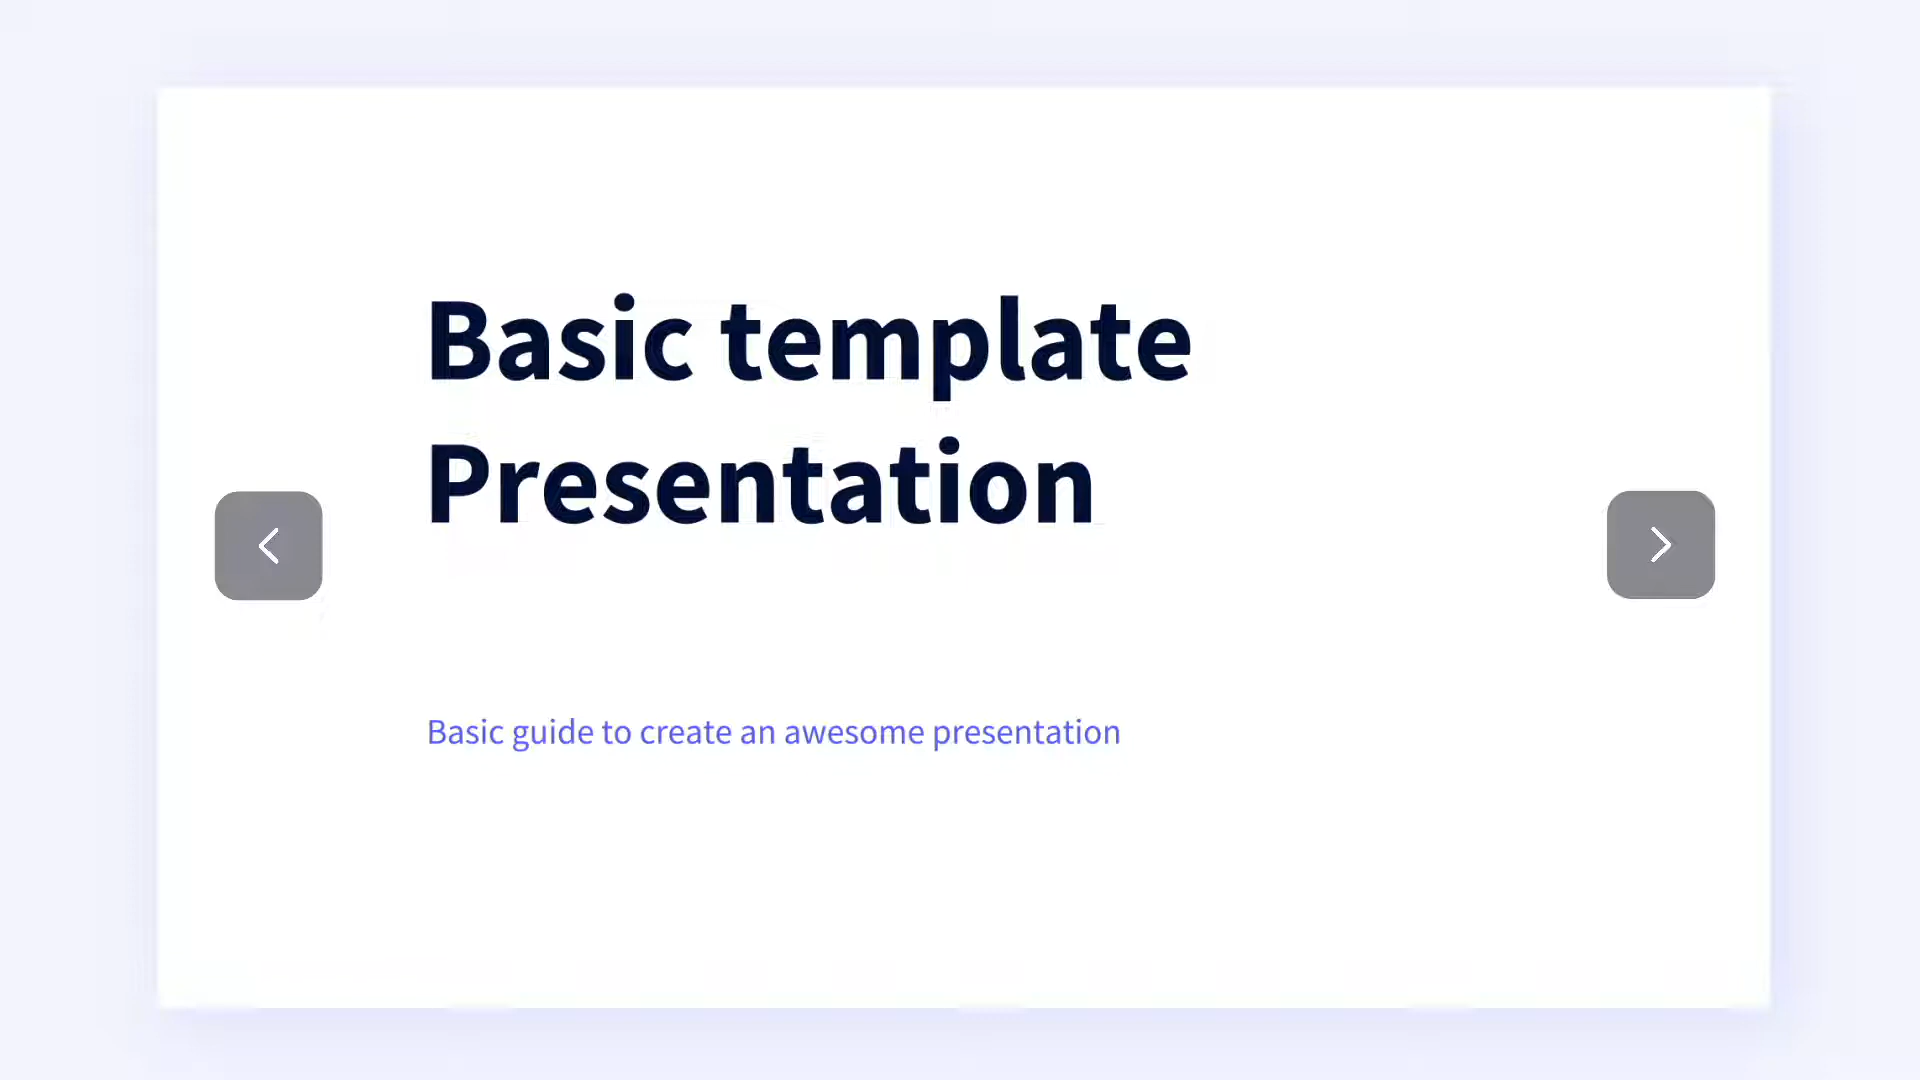 Basic template
Presentation
Basic guide to create an awesome presentation